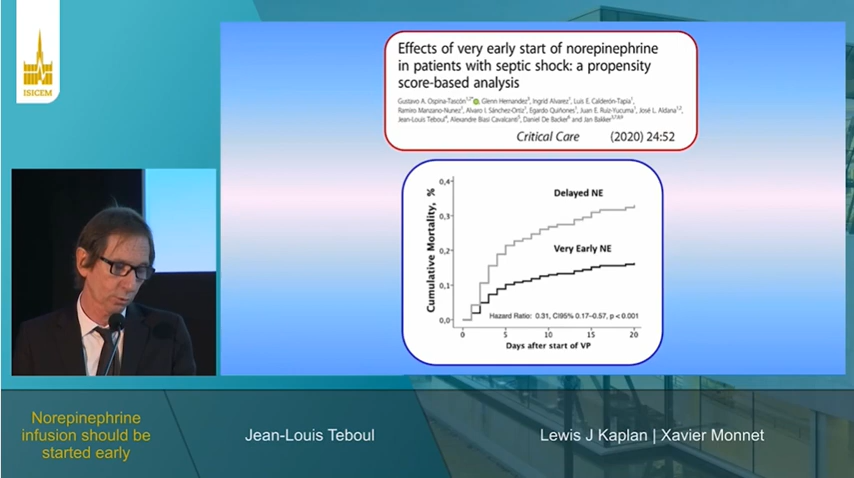 ISICEM
Effects of very early start of norepinephrine
in patients with septic shock: a propensity
score-based analysis
Gustavo A. Ospina-Tascón, Glenn Hernandez, Ingrid Alvarez, Luis E. Calderón-Tapia,
Ramiro Manzano-Nunez, Alvaro I. Sánchez-Ortiz, Egardo Quiñones, Juan E. Ruiz-Yucuma, José L. Aldana,
Jean-Louis Teboul, Alexandre Biasi Cavalcanti, Daniel De Backer and Jan Bakker
Critical Care (2020) 24:52
Cumulative Mortality, %
0,4
0,3
0,2
0,1
0,0
Delayed NE
Very Early NE
Hazard Ratio: 0.31, CI95% 0.17–0.57, p < 0.001
0 5 10 15 20
Days after start of VP
Norepinephrine
infusion should be
started early
Jean-Louis Teboul
Lewis J Kaplan | Xavier Monnet